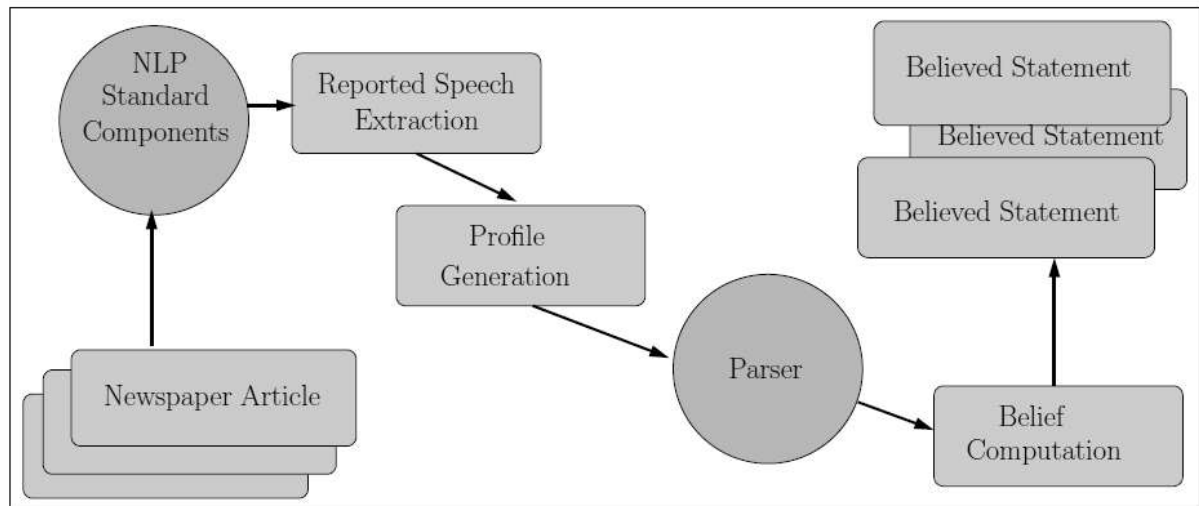 NLP
Standard
Components
Reported Speech
Extraction
Profile
Generation
Newspaper Article
Parser
Belief
Computation
Believed Statement
Believed Statement
Believed Statement